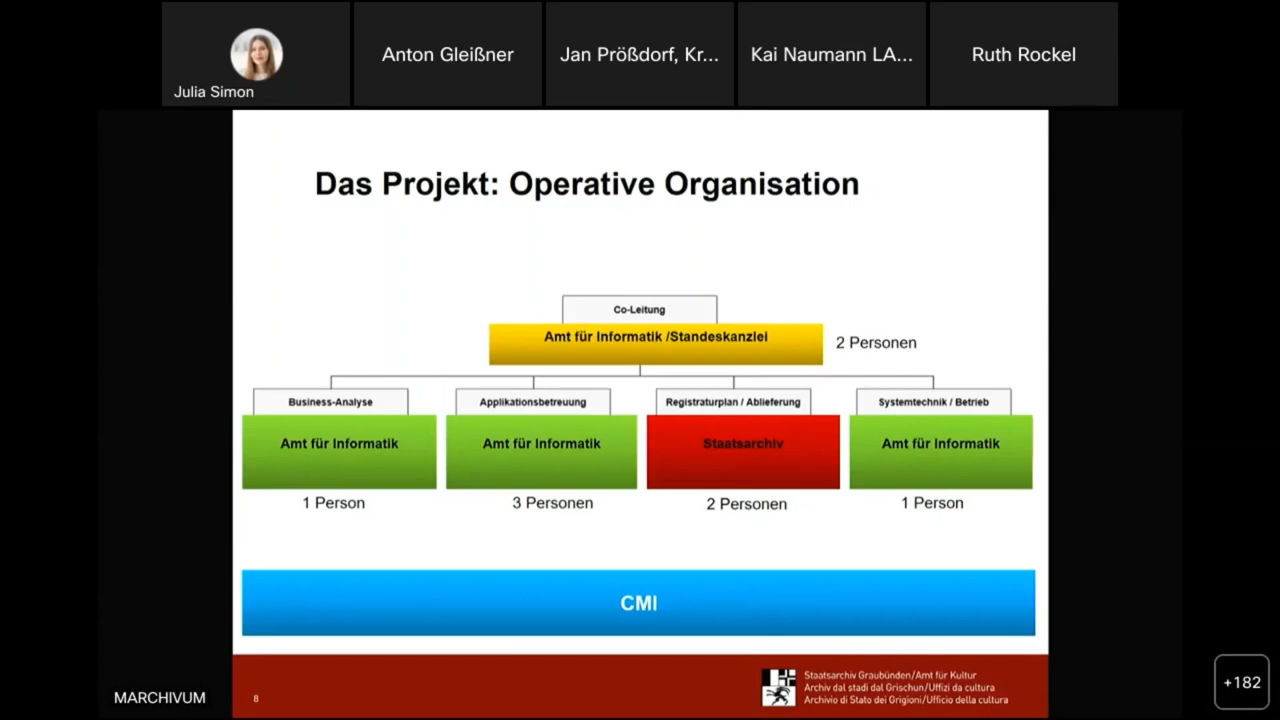 Julia Simon
Anton Gleißner
Jan Prößdorf, Kr...
Kai Naumann LA...
Ruth Rockel
Das Projekt: Operative Organisation
Co-Leitung
Amt für Informatik /Standeskanzlei
2 Personen
Business-Analyse
Applikationsbetreuung
Registraturplan / Ablieferung
Systemtechnik / Betrieb
Amt für Informatik
Amt für Informatik
Staatsarchiv
Amt für Informatik
1 Person
3 Personen
2 Personen
1 Person
CMI
MARCHIVUM
8
Staatsarchiv Graubünden/Amt für Kultur
Archiv dal stadi dal Grischun/Uffizi da cultura
Archivio di Stato dei Grigioni/Ufficio della cultura
+182